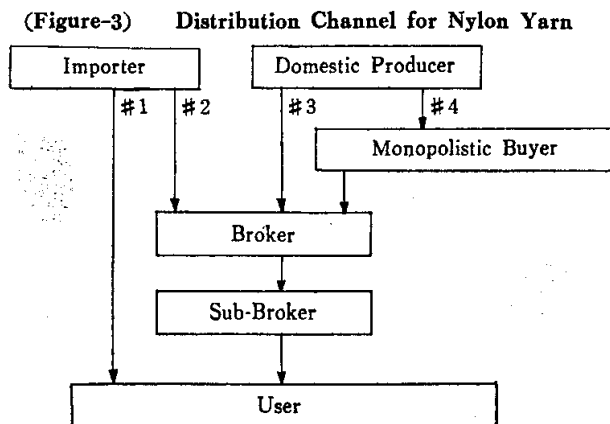 (Figure-3) Distribution Channel for Nylon Yarn
Importer Domestic Producer
#1 #2 #3 #4
Monopolistic Buyer
Broker
Sub-Broker
User